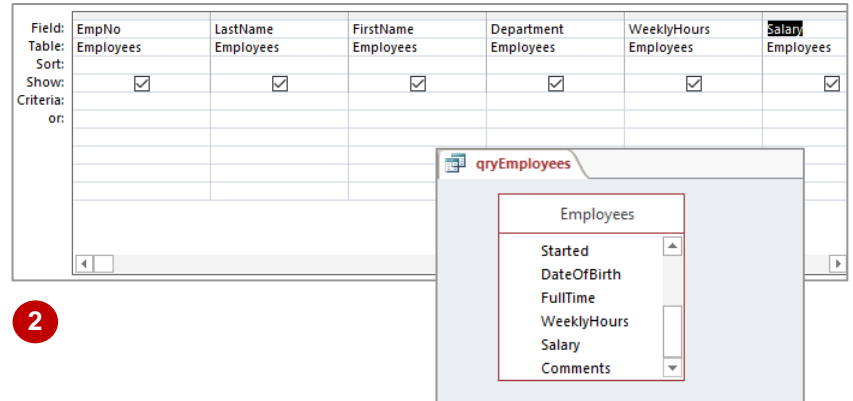 Field: EmpNo LastName FirstName Department WeeklyHours Salary
Table: Employees Employees Employees Employees Employees Employees
Sort:
Show:
Criteria:
or:
qryEmployees
Employees
Started
DateOfBirth
FullTime
WeeklyHours
Salary
Comments
2